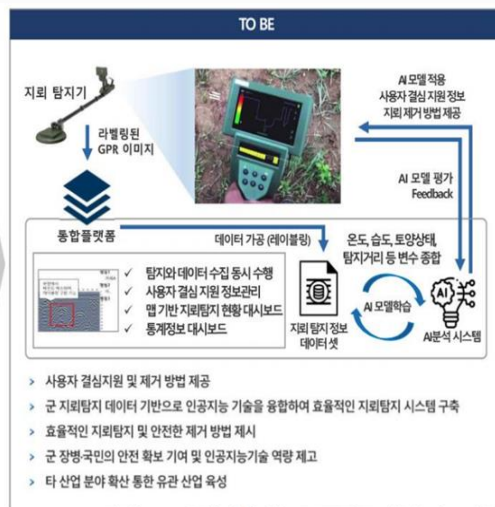 TO BE
지뢰 탐지기
라벨링된
GPR 이미지
AI 모델 적용
사용자 결심 지원 정보
지뢰 제거 방법 제공
AI 모델 평가
Feedback
통합플랫폼
데이터 가공 (레이블링)
온도, 습도, 토양상태,
탐지거리 등 변수 종합
✓ 탐지와 데이터 수집 동시 수행
✓ 사용자 결심 지원 정보관리
✓ 맵 기반 지뢰탐지 현황 대시보드
✓ 통계정보 대시보드
지뢰 탐지 정보
데이터 셋
AI 모델학습
AI
AI분석 시스템
> 사용자 결심지원 및 제거 방법 제공
> 군 지뢰탐지 데이터 기반으로 인공지능 기술을 융합하여 효율적인 지뢰탐지 시스템 구축
> 효율적인 지뢰탐지 및 안전한 제거 방법 제시
> 군 장병·국민의 안전 확보 기여 및 인공지능기술 역량 제고
> 타 산업 분야 확산 통한 유관 산업 육성